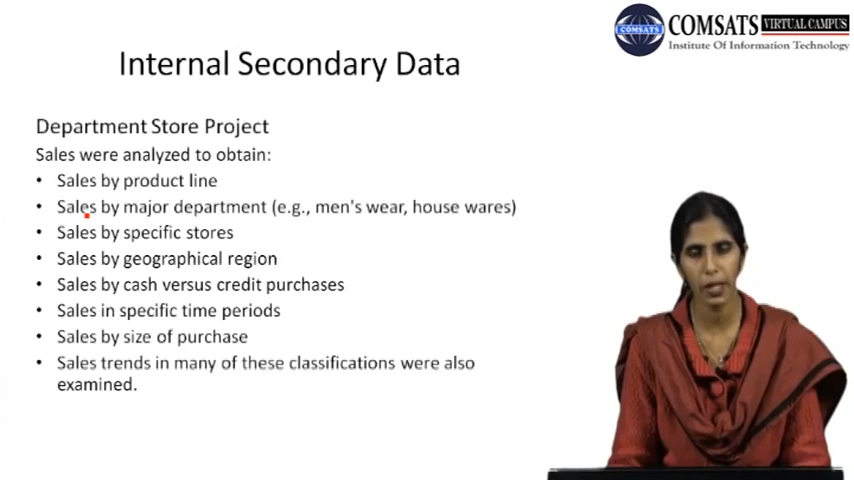 COMSATS VIRTUAL CAMPUS
COMSATS
Institute Of Information Technology
Internal Secondary Data
Department Store Project
Sales were analyzed to obtain:
• Sales by product line
• Sales by major department (e.g., men's wear, house wares)
• Sales by specific stores
• Sales by geographical region
• Sales by cash versus credit purchases
• Sales in specific time periods
• Sales by size of purchase
• Sales trends in many of these classifications were also
examined.